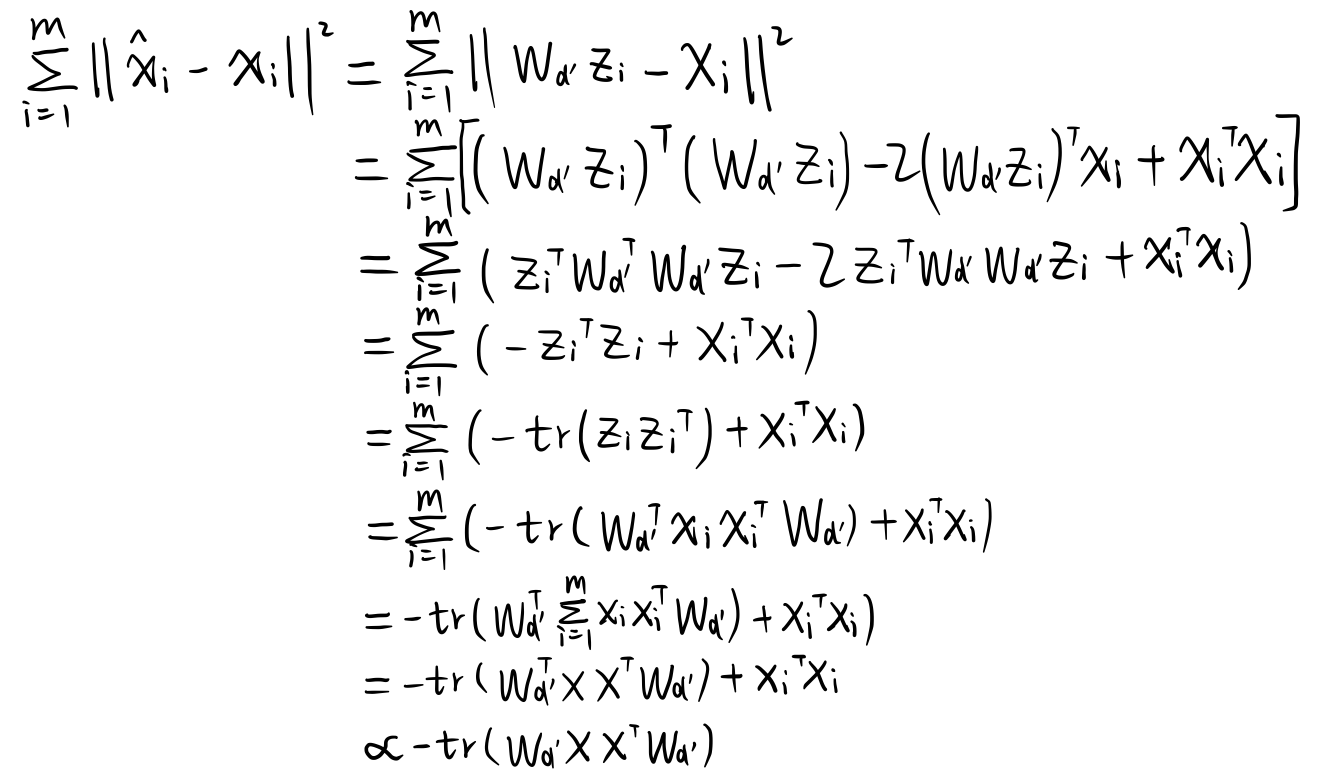 $\sum_{i=1}^{m} \|\hat{x}_i - x_i\|^2 = \sum_{i=1}^{m} \| W_{d'} z_i - x_i \|^2$
$= \sum_{i=1}^{m} [ (W_{d'} z_i)^T (W_{d'} z_i) - 2 (W_{d'} z_i)^T x_i + x_i^T x_i ]$
$= \sum_{i=1}^{m} ( z_i^T W_{d'}^T W_{d'} z_i - 2 z_i^T W_{d'} W_{d'} z_i + x_i^T x_i )$
$= \sum_{i=1}^{m} ( - z_i^T z_i + x_i^T x_i )$
$= \sum_{i=1}^{m} ( - tr( z_i z_i^T ) + x_i^T x_i )$
$= \sum_{i=1}^{m} ( - tr( W_{d'}^T x_i x_i^T W_{d'} ) + x_i^T x_i )$
$= - tr( W_{d'}^T \sum_{i=1}^{m} x_i x_i^T W_{d'} ) + x_i^T x_i )$
$= - tr( W_{d'}^T X X^T W_{d'} ) + x_i^T x_i$
$\propto - tr( W_{d'} X X^T W_{d'} )$